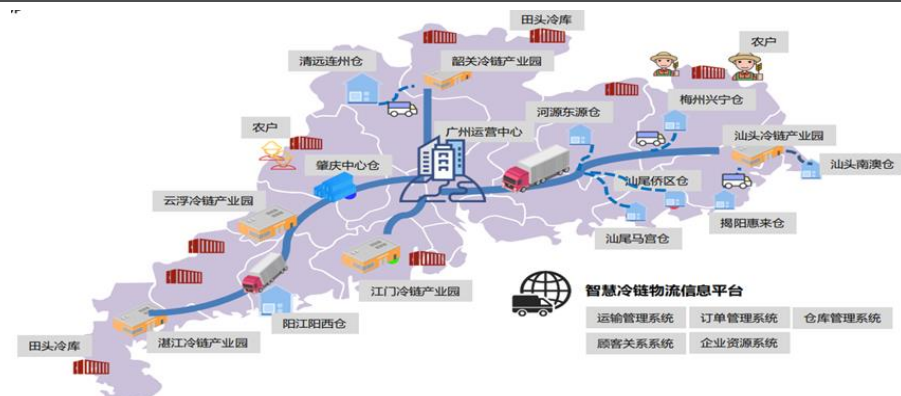 田头冷库
农户
清远连州仓
韶关冷链产业园
河源东源仓
梅州兴宁仓
农户
广州运营中心
汕头冷链产业园
肇庆中心仓
汕头南澳仓
汕尾侨区仓
云浮冷链产业园
揭阳惠来仓
汕尾马宫仓
江门冷链产业园
智慧冷链物流信息平台
运输管理系统 订单管理系统 仓库管理系统
阳江阳西仓
顾客关系系统 企业资源系统
田头冷库
湛江冷链产业园